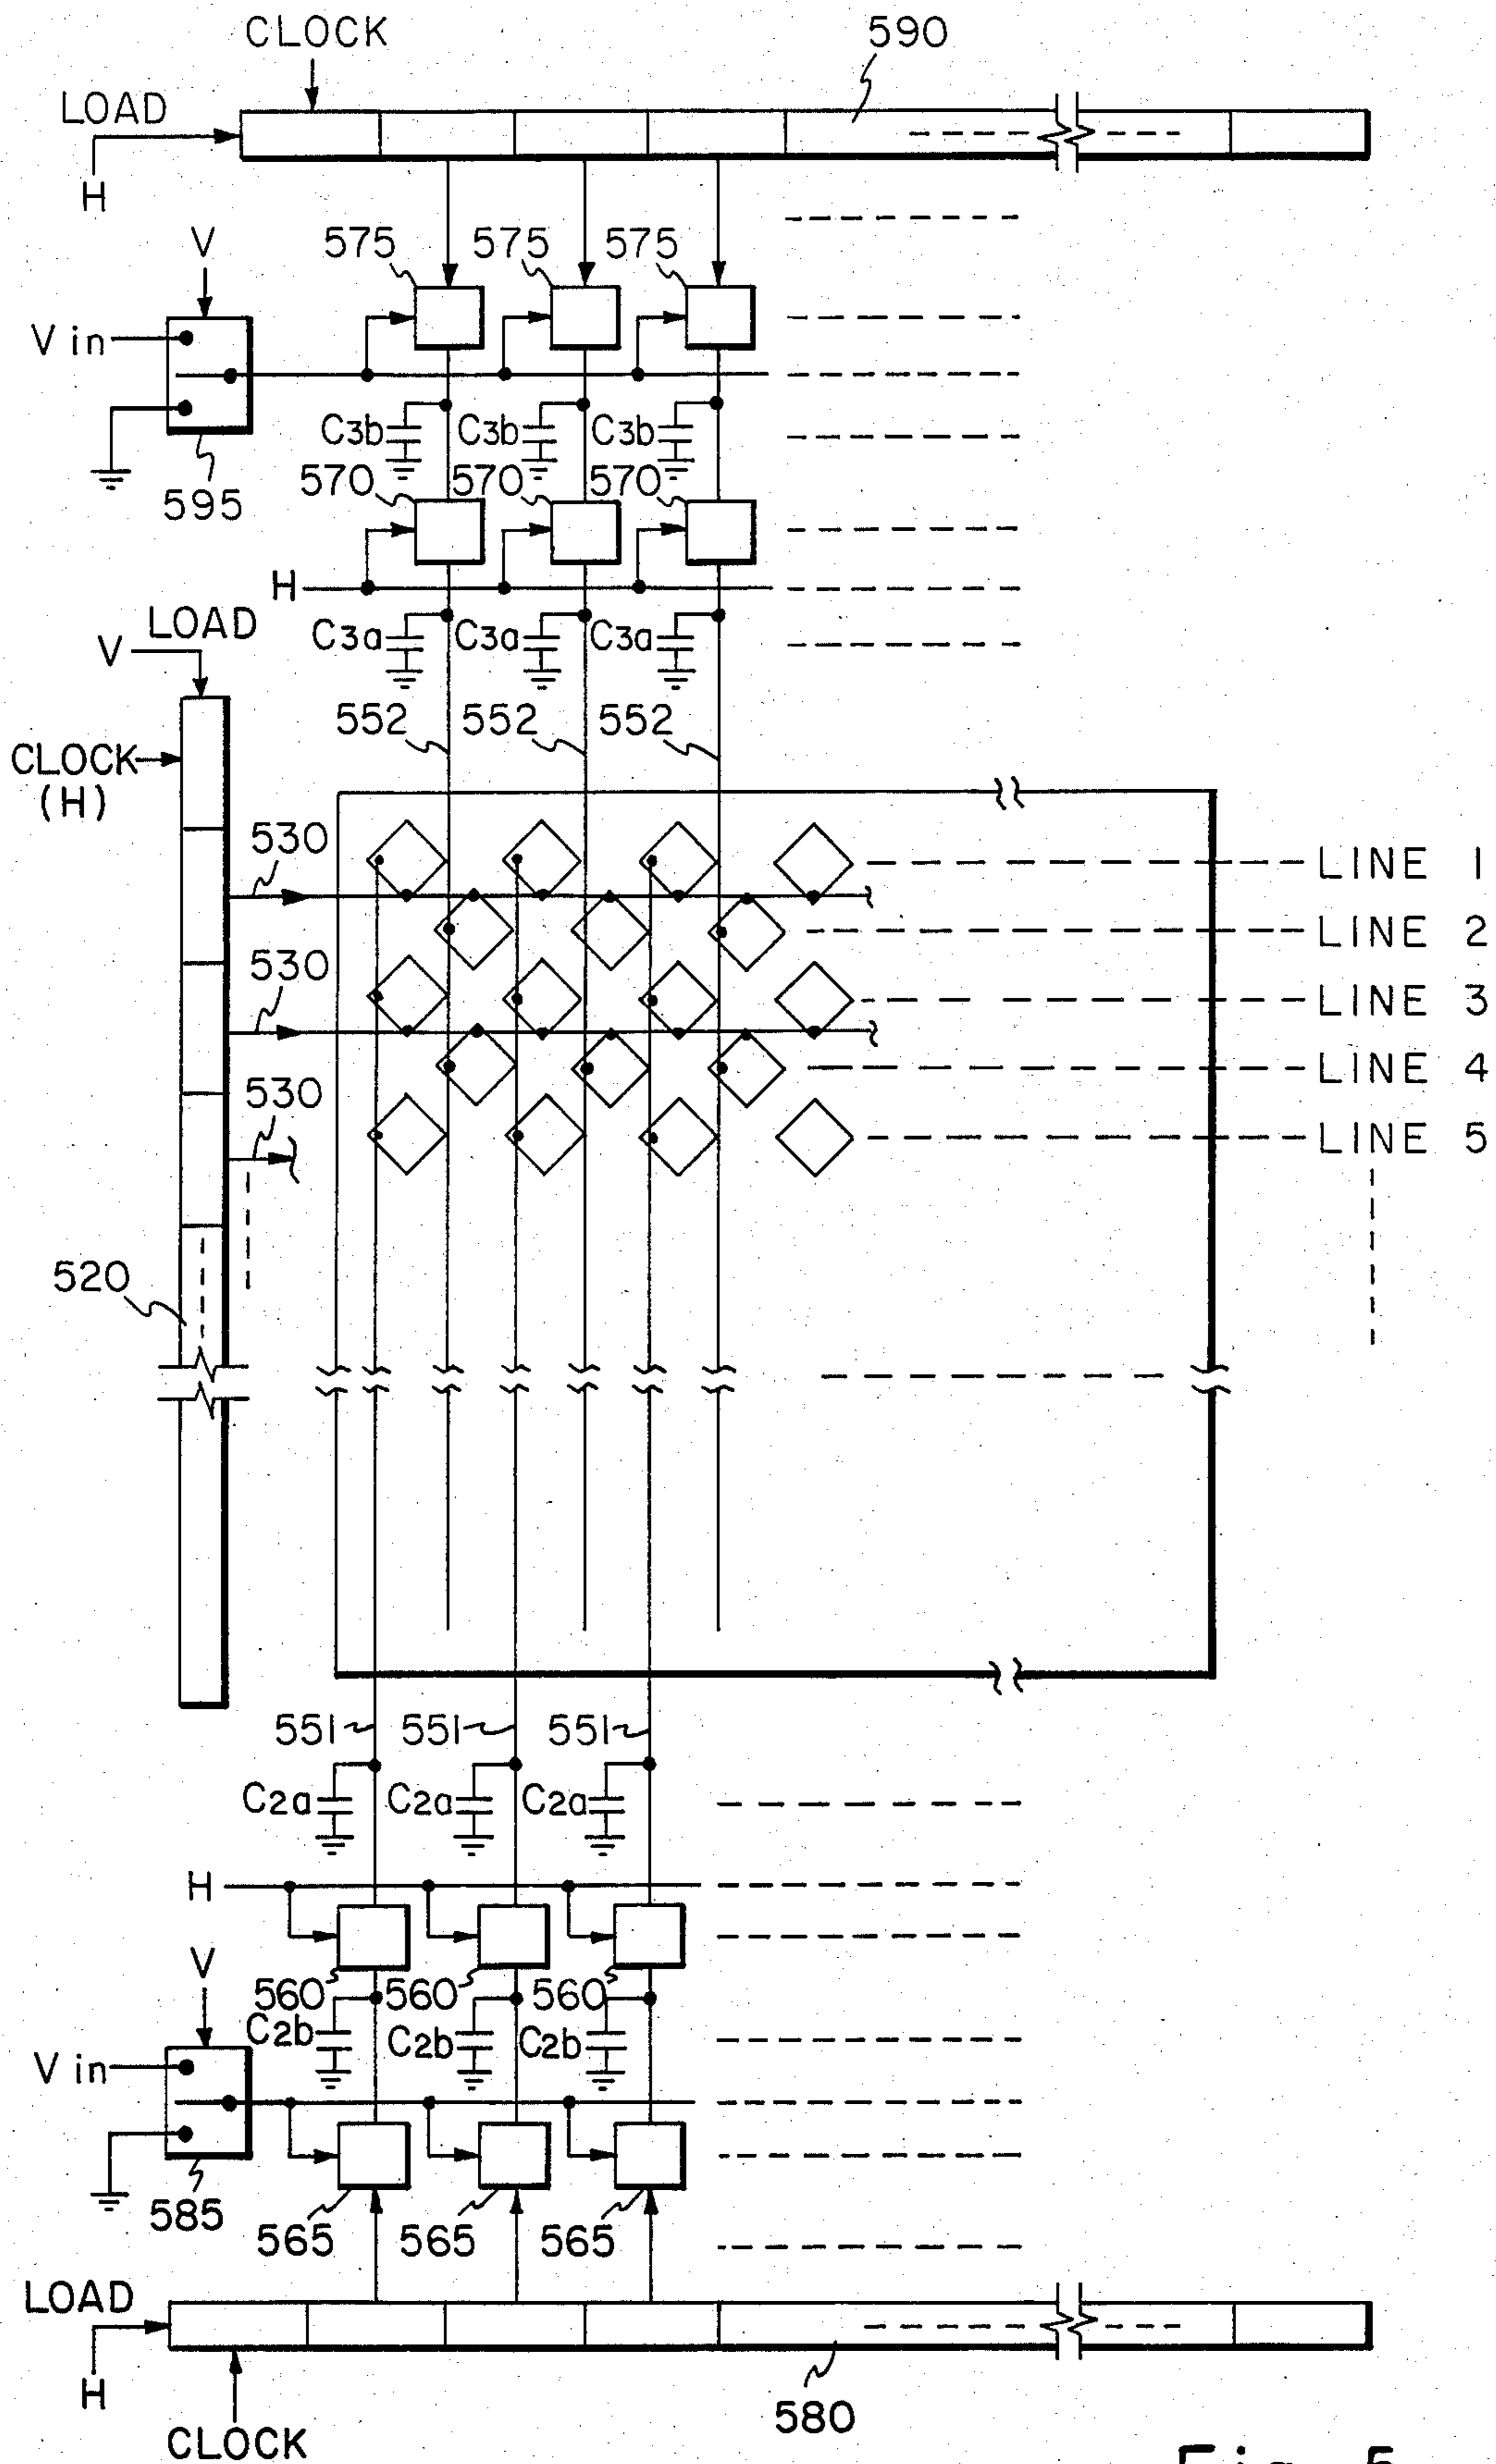 CLOCK
590
LOAD
H
V
575 575 575
V in
C3b C3b C3b
595
570 570 570
H
LOAD
V
C3a C3a C3a
552 552 552
CLOCK
(H)
530
LINE 1
LINE 2
530
LINE 3
LINE 4
530
LINE 5
520
551 551 551
C2a C2a C2a
H
V
560 560 560
C2b C2b C2b
V in
585
565 565 565
LOAD
H
580
CLOCK
Fig. 5